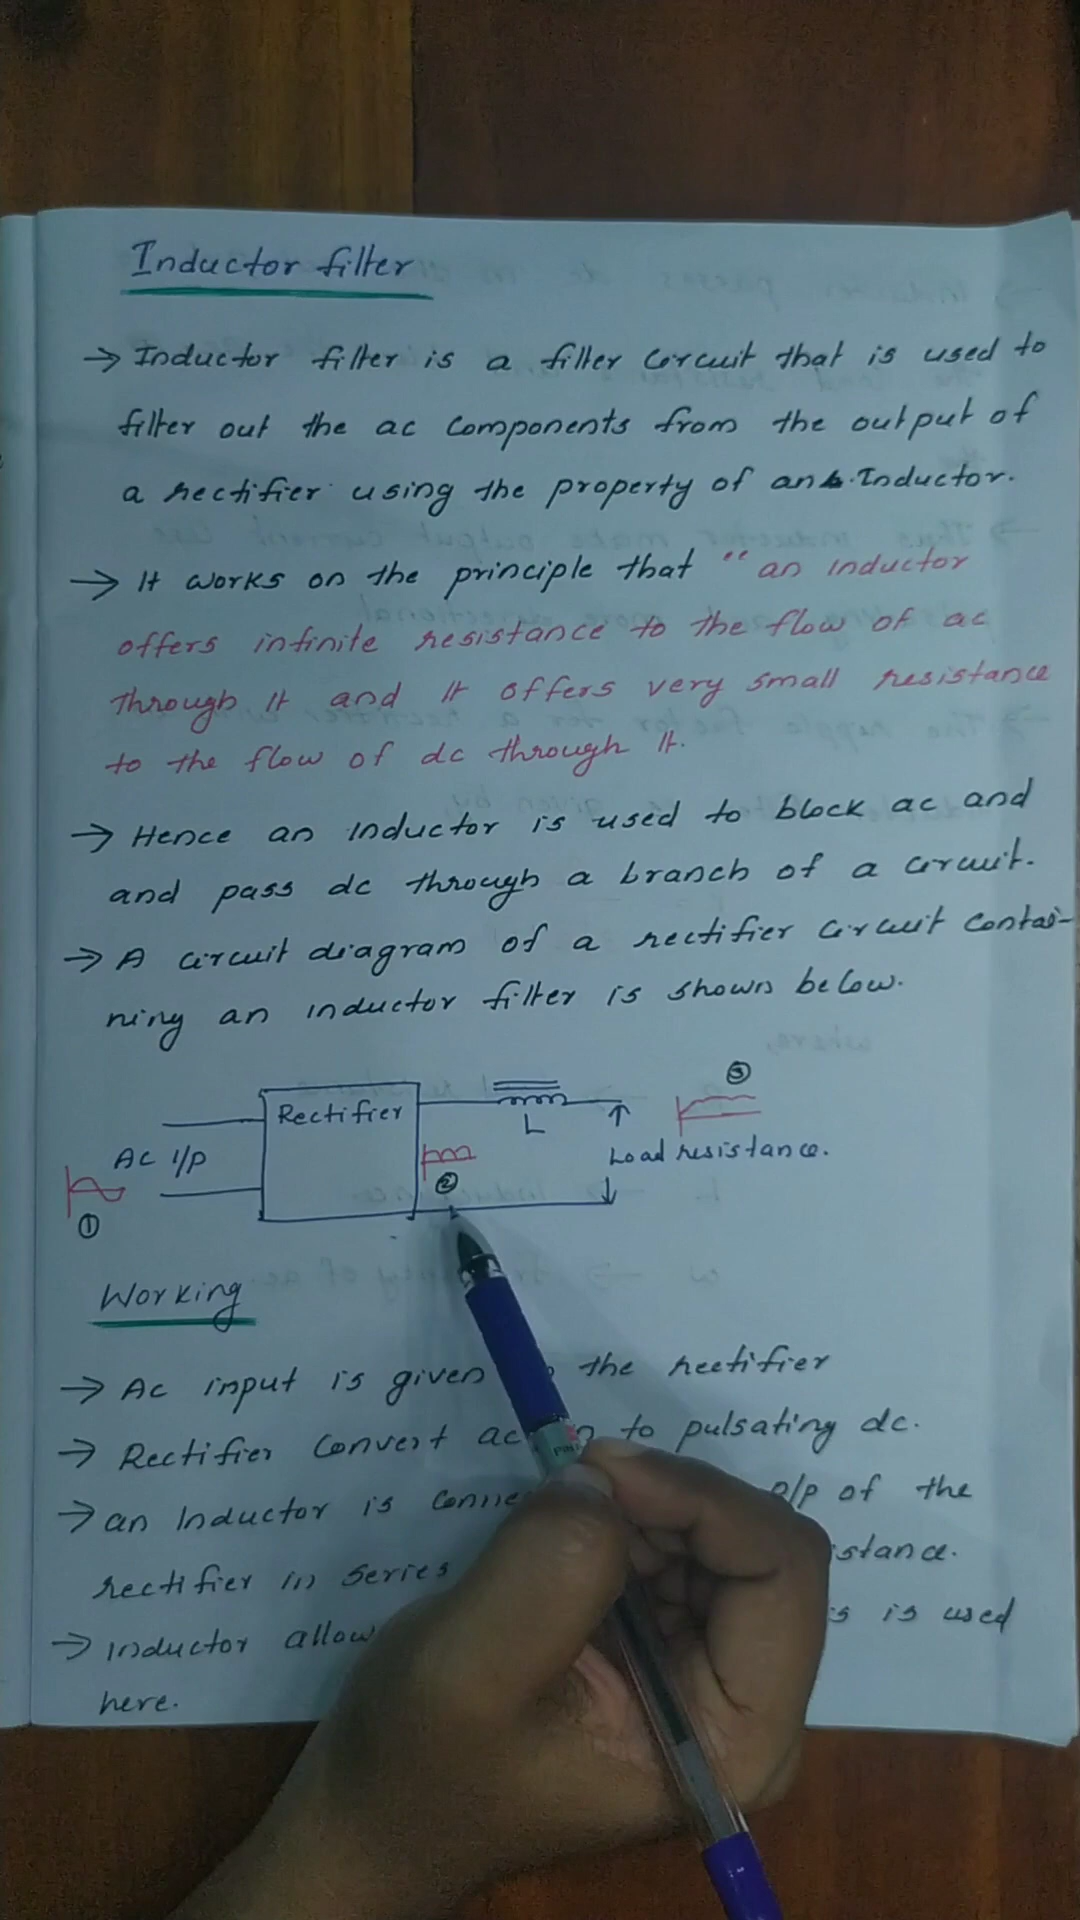 Inductor filter
→ Inductor filter is a filter circuit that is used to
filter out the ac components from the output of
a rectifier using the property of an Inductor.
→ It works on the principle that "an inductor
offers infinite resistance to the flow of ac
through It and It offers very small resistance
to the flow of dc through It.
→ Hence an inductor is used to block ac and
and pass dc through a branch of a circuit.
→ A circuit diagram of a rectifier circuit contai-
ning an inductor filter is shown below.
③
Rectifier
L
AC I/P
Load resistance.
②
①
Working
→ Ac input is given the rectifier
→ Rectifier Convert ac to pulsating dc.
→ an Inductor is o/p of the
rectifier in series
→ Inductor allow is used
here.